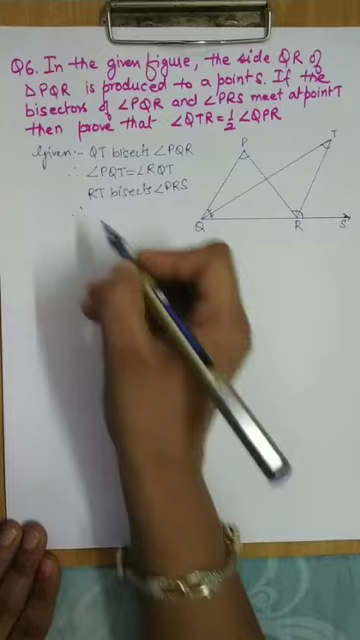 Q6. In the given figure, the side QR of
△PQR is produced to a point S. If the
bisectors of ∠PQR and ∠PRS meet at point T
then prove that ∠QTR = 1/2 ∠QPR
Given:- QT bisects ∠PQR
∴ ∠PQT = ∠RQT
RT bisects ∠PRS
∴
P
T
Q
R
S